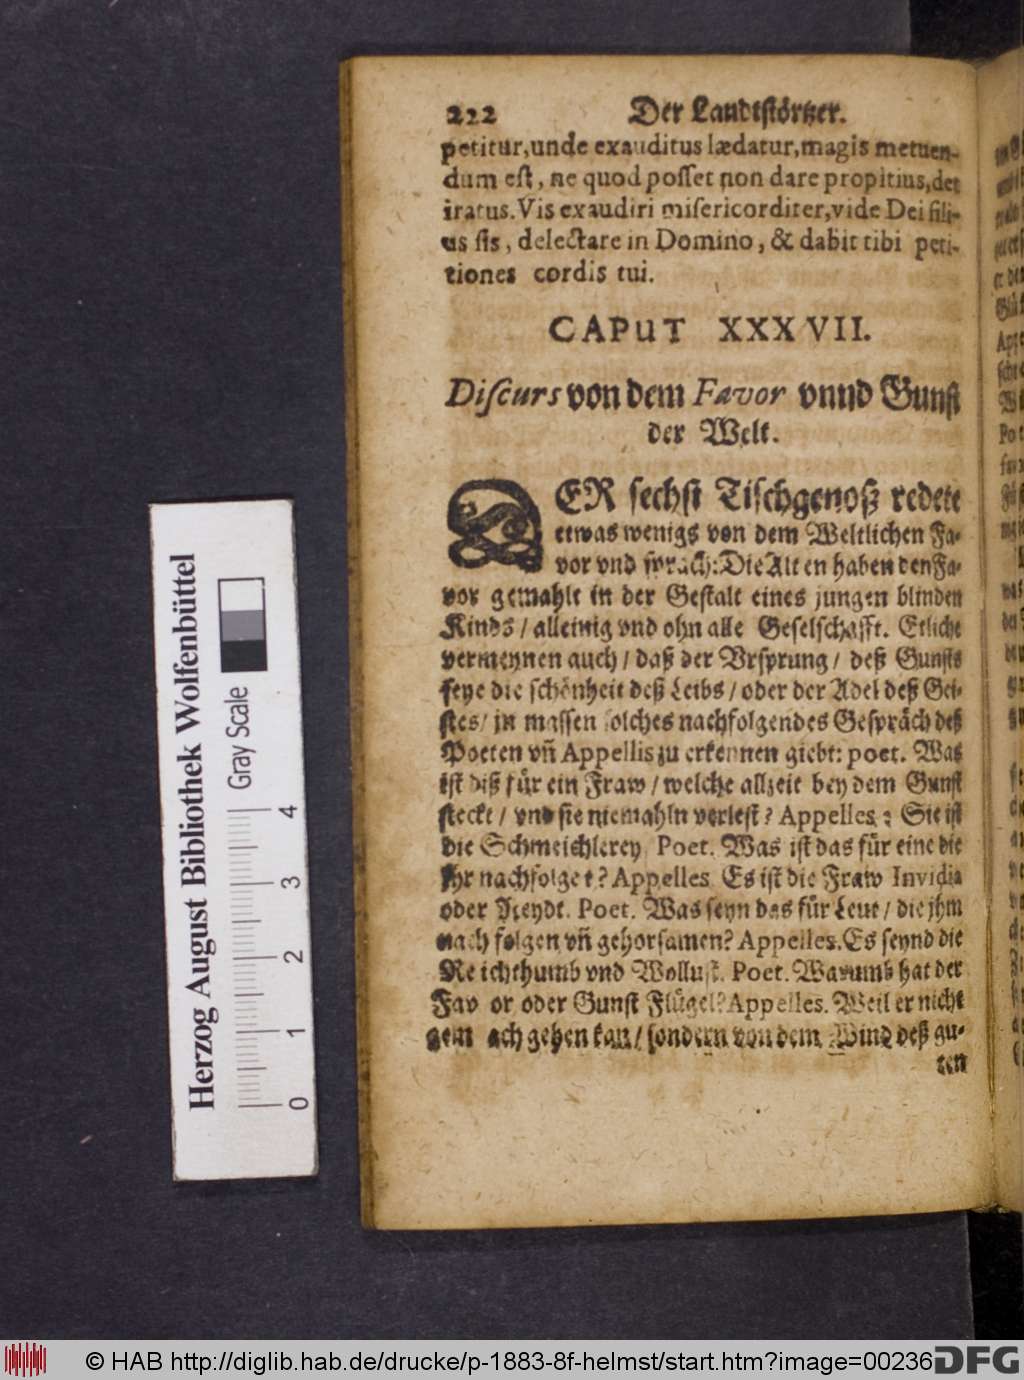 222 Der Landtstörtzer.
petitur,unde exauditus lædatur,magis metuen-
dum est, ne quod posset non dare propitius,det
iratus.Vis exaudiri misericorditer,vide Dei fili-
us sis, delectare in Domino, & dabit tibi peti-
tiones cordis tui.
CAPUT XXXVII.
Discurs von dem Favor vnnd Gunst
der Welt.
DER sechst Tischgenoß redete
etwas wenigs von dem Weltlichen Fa-
vor vnd sprach: Die Alten haben den Fa-
vor gemahlt in der Gestalt eines jungen blinden
Kinds / alleinig vnd ohn alle Geselschafft. Etliche
vermeynen auch / daß der Vrsprung / deß Gunsts
seye die schönheit deß Leibs / oder der Adel deß Gei-
stes/ in massen solches nachfolgendes Gespräch deß
Poeten vñ Appellis zu erkennen giebt: poet. Was
ist diß für ein Fraw / welche allzeit bey dem Gunst
steckt / vnd sie niemahln verlest? Appelles: Sie ist
die Schmeichlerey. Poet. Was ist das für eine die
jhr nachfolget? Appelles. Es ist die Fraw Invidia
oder Neydt. Poet. Was seyn das für Leut / die jhm
nach folgen vñ gehorsamen? Appelles. Es seynd die
Reichthumb vnd Wollust. Poet. Warumb hat der
Favor oder Gunst Flügel? Appelles. Weil er nicht
gemach gehen kan / sondern von dem Wind deß gu-
ten
Herzog August Bibliothek Wolfenbüttel
Gray Scale
0 1 2 3 4
© HAB http://diglib.hab.de/drucke/p-1883-8f-helmst/start.htm?image=00236
DFG